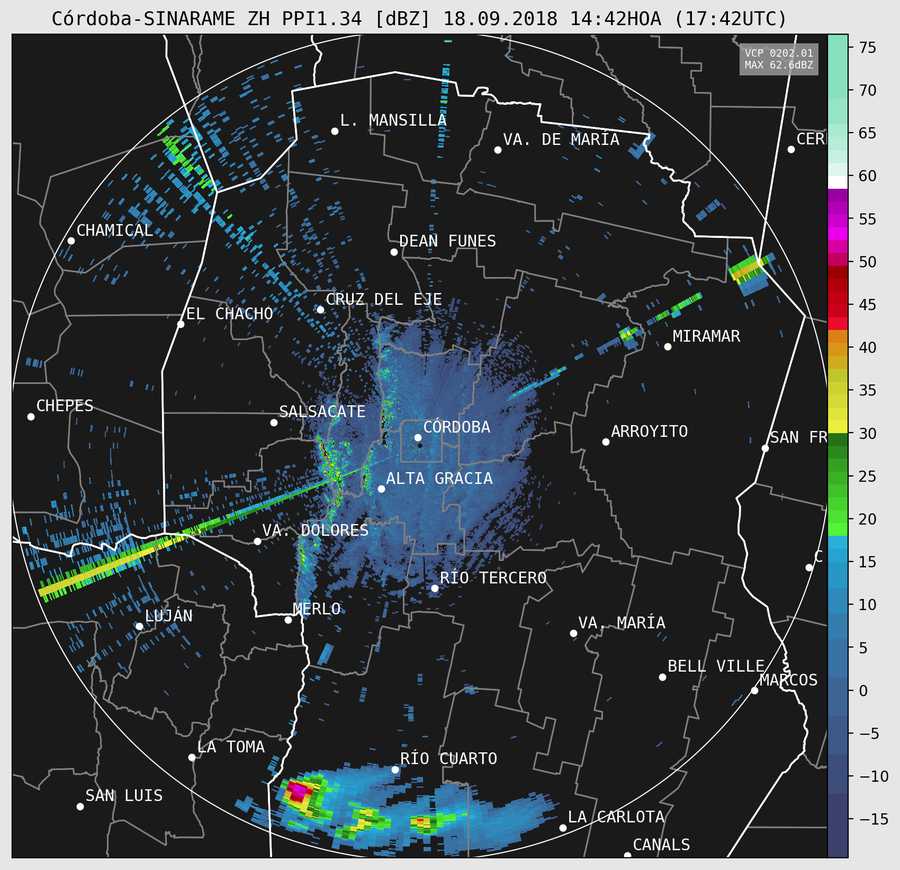 Córdoba-SINARAME ZH PPI1.34 [dBZ] 18.09.2018 14:42HOA (17:42UTC)
VCP 0202.01
MAX 62.6dBZ
75
70
65
60
55
50
45
40
35
30
25
20
15
10
5
0
−5
−10
−15
L. MANSILLA
VA. DE MARÍA
CER
CHAMICAL
DEAN FUNES
CRUZ DEL EJE
EL CHACHO
MIRAMAR
CHEPES
SALSACATE
CÓRDOBA
ARROYITO
SAN FR
ALTA GRACIA
VA. DOLORES
C
RÍO TERCERO
MERLO
LUJÁN
VA. MARÍA
BELL VILLE
MARCOS
LA TOMA
RÍO CUARTO
SAN LUIS
LA CARLOTA
CANALS